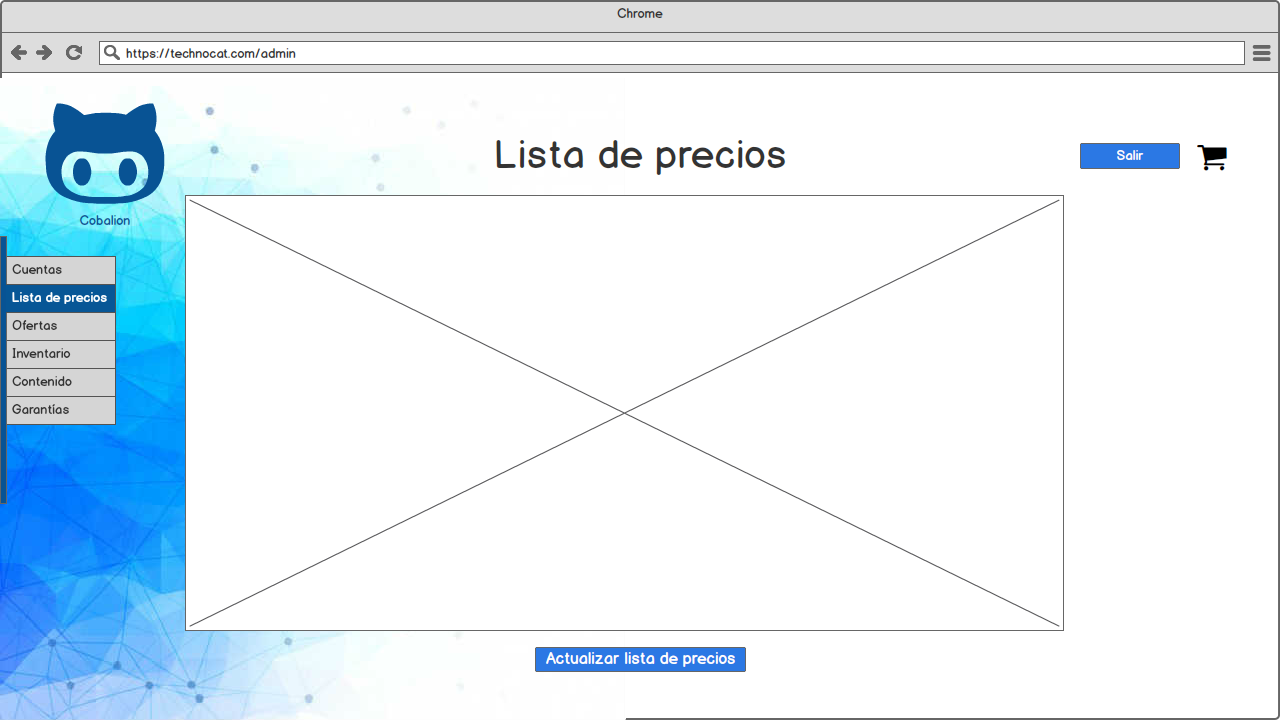 Chrome
https://technocat.com/admin
Lista de precios
Salir
Cobalion
Cuentas
Lista de precios
Ofertas
Inventario
Contenido
Garantías
Actualizar lista de precios